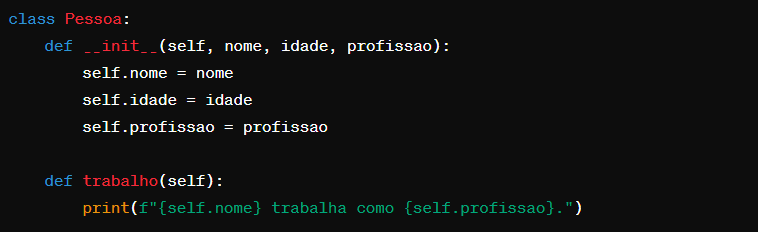 class Pessoa:
    def __init__(self, nome, idade, profissao):
        self.nome = nome
        self.idade = idade
        self.profissao = profissao

    def trabalho(self):
        print(f"{self.nome} trabalha como {self.profissao}.")